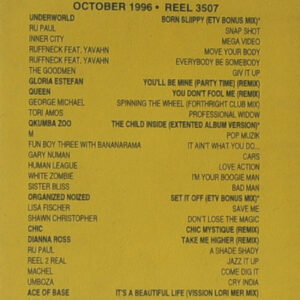 OCTOBER 1996 • REEL 3507
UNDERWORLD BORN SLIIPPY (ETV BONUS MIX)*
RU PAUL SNAP SHOT
INNER CITY MEGA VIDEO
RUFFNECK FEAT. YAVAHN MOVE YOUR BODY
RUFFNECK FEAT. YAVAHN EVERYBODY BE SOMEBODY
THE GOODMEN GIV IT UP
GLORIA ESTEFAN YOU'LL BE MINE (PARTY TIME) (REMIX)
QUEEN YOU DON'T FOOL ME (REMIX)
GEORGE MICHAEL SPINNING THE WHEEL (FORTHRIGHT CLUB MIX)
TORI AMOS PROFESSIONAL WIDOW
QKUMBA ZOO THE CHILD INSIDE (EXTENTED ALBUM VERSION)*
M POP MUZIK
FUN BOY THREE WITH BANANARAMA IT AIN'T WHAT YOU DO...
GARY NUMAN CARS
HUMAN LEAGUE LOVE ACTION
WHITE ZOMBIE I'M YOUR BOOGIE MAN
SISTER BLISS BAD MAN
ORGANIZED NOIZED SET IT OFF (ETV BONUS MIX)*
LISA FISCHER SAVE ME
SHAWN CHRISTOPHER DON'T LOSE THE MAGIC
CHIC CHIC MYSTIQUE (REMIX)
DIANNA ROSS TAKE ME HIGHER (REMIX)
RU PAUL A SHADE SHADY
REEL 2 REAL JAZZ IT UP
MACHEL COME DIG IT
UMBOZA CRY INDIA
ACE OF BASE IT'S A BEAUTIFUL LIFE (VISSION LORI MER MIX)